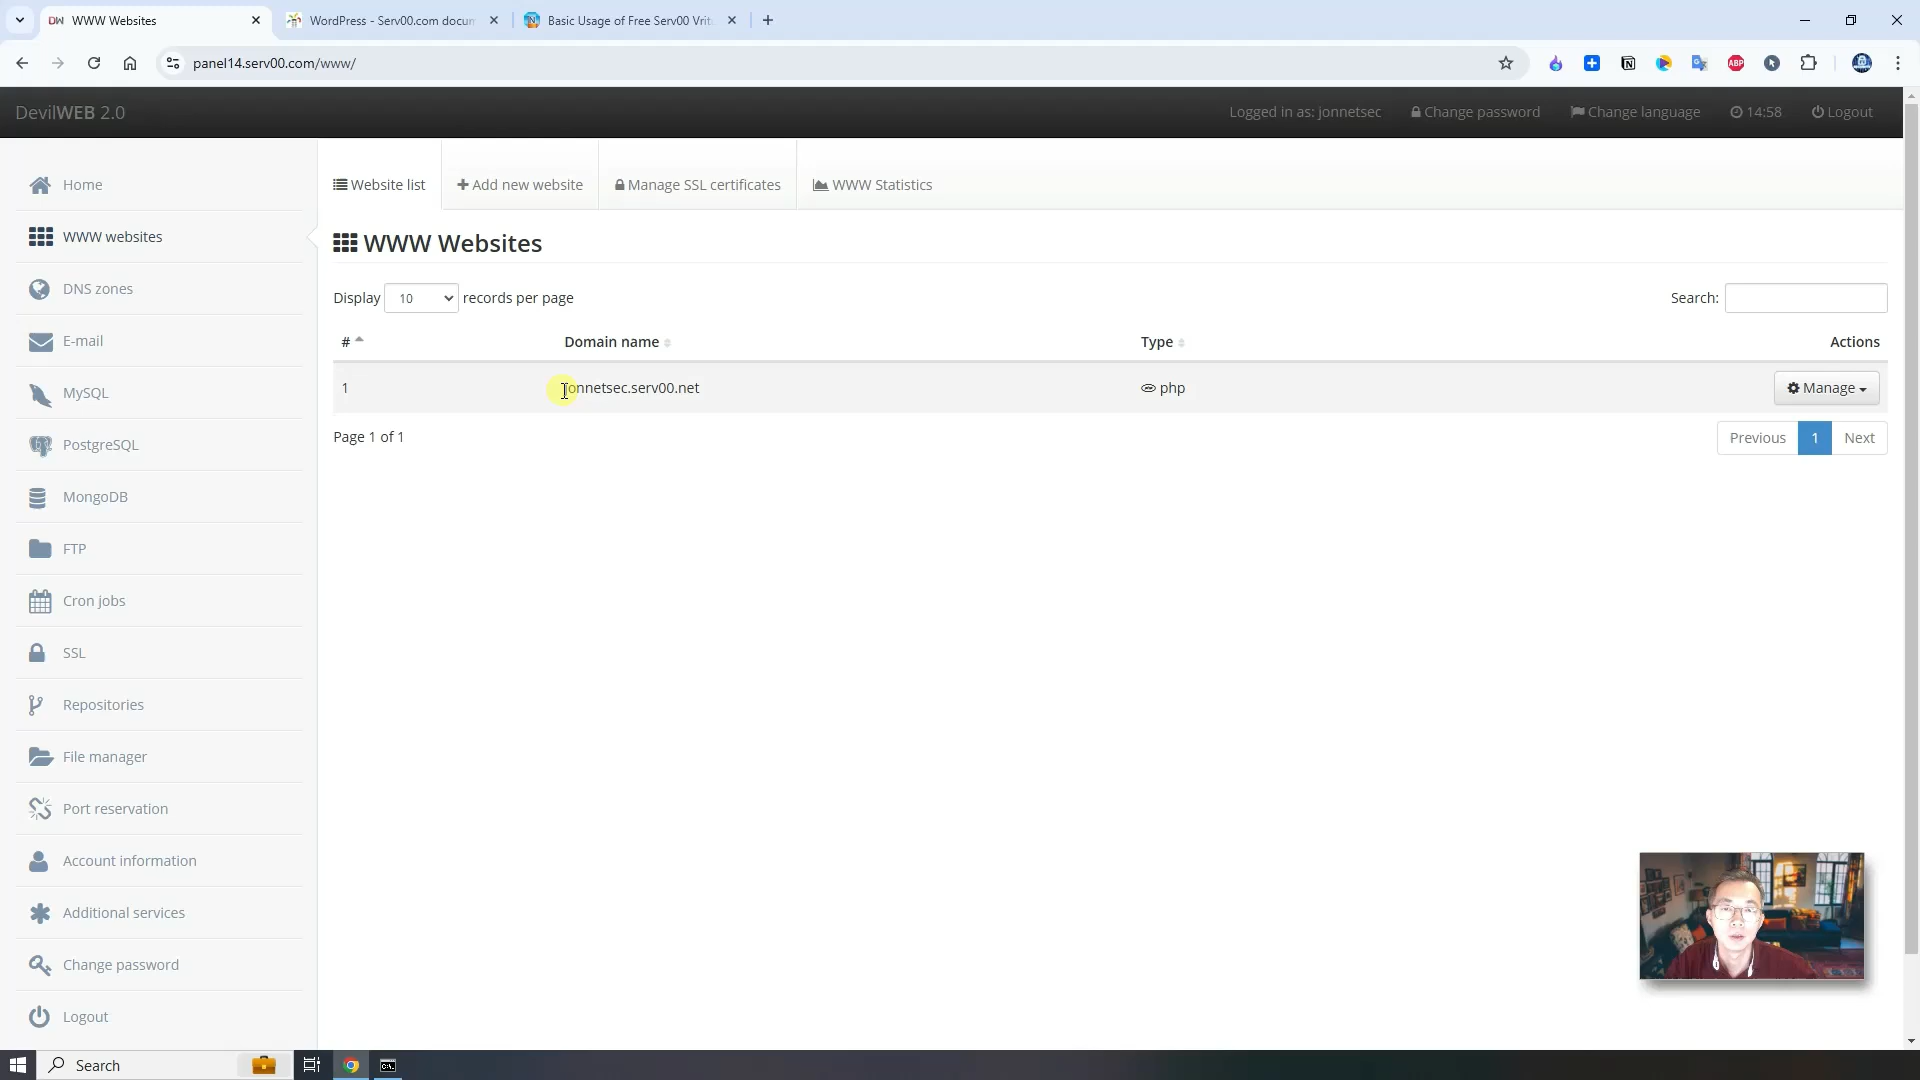 WWW Websites
WordPress - Serv00.com docum
Basic Usage of Free Serv00 Vrit
panel14.serv00.com/www/
DevilWEB 2.0
Logged in as: jonnetsec
Change password
Change language
14:58
Logout
Home
WWW websites
DNS zones
E-mail
MySQL
PostgreSQL
MongoDB
FTP
Cron jobs
SSL
Repositories
File manager
Port reservation
Account information
Additional services
Change password
Logout
Website list
Add new website
Manage SSL certificates
WWW Statistics
WWW Websites
Display 10 records per page
Search:
# Domain name Type Actions
1 jonnetsec.serv00.net php Manage
Page 1 of 1
Previous 1 Next
Search